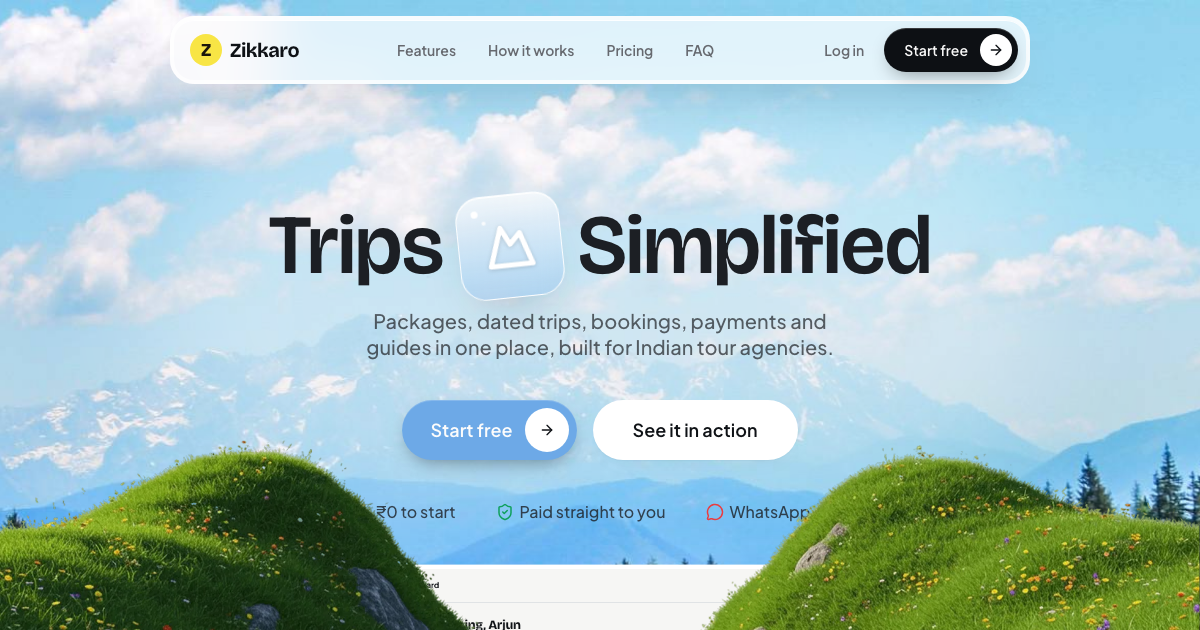 Z Zikkaro
Features
How it works
Pricing
FAQ
Log in
Start free
Trips Simplified
Packages, dated trips, bookings, payments and
guides in one place, built for Indian tour agencies.
Start free
See it in action
₹0 to start
Paid straight to you
WhatsApp
Arjun